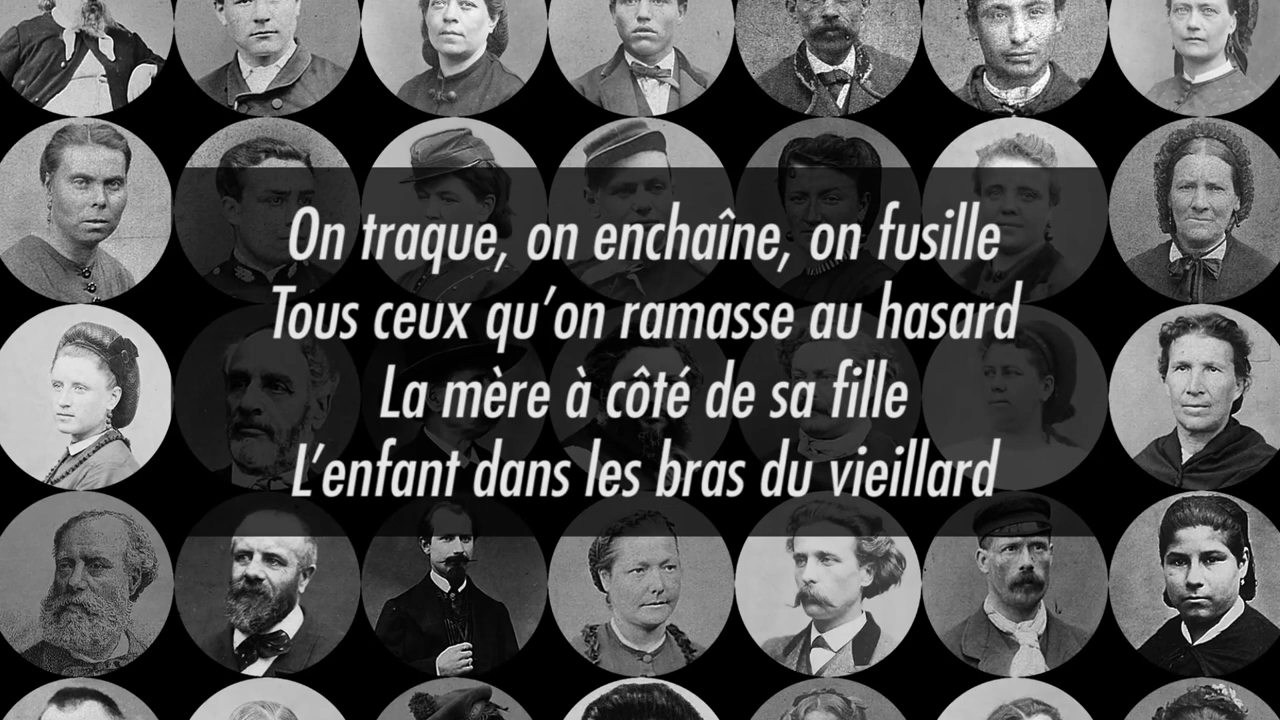 On traque, on enchaîne, on fusille
Tous ceux qu’on ramasse au hasard
La mère à côté de sa fille
L’enfant dans les bras du vieillard